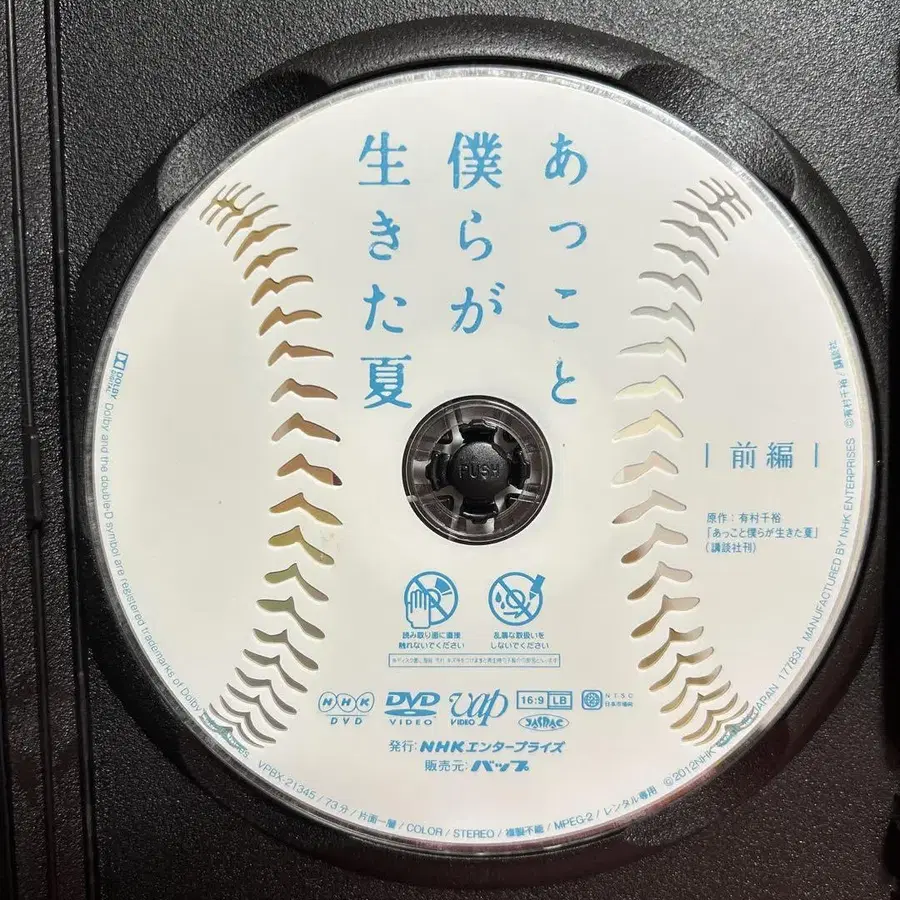 あっこと
僕らが
生きた夏
前編
原作：有村千裕
「あっこと僕らが生きた夏」
（講談社刊）
PUSH
読み取り面に直接
触れないでください
乱暴な取扱いを
しないでください
NHK
DVD
DVD
VIDEO
vap
VIDEO
16:9 LB
JASRAC
NTSC
日本市場向
発行：NHKエンタープライズ
販売元：バップ
DOLBY
DIGITAL
Dolby and the double-D symbol are registered trademarks of Dolby
VPBX-21345 / 73分 / 片面一層 / COLOR / STEREO / 複製不能 / MPEG-2 / レンタル専用
©2012NHK
JAPAN 17783A MANUFACTURED BY NHK ENTERPRISES ©有村千裕/講談社